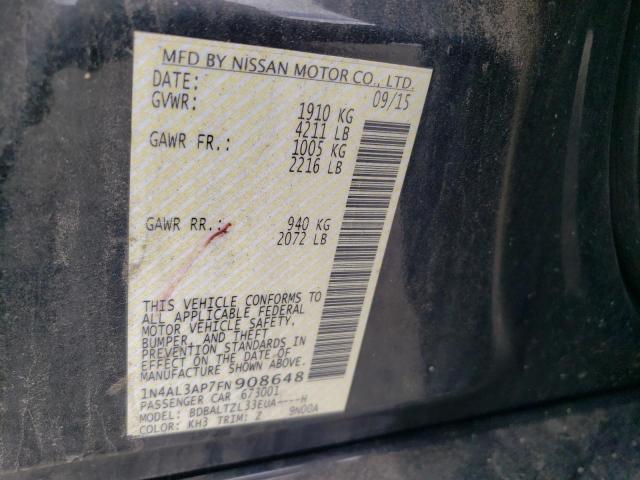 MFD BY NISSAN MOTOR CO., LTD.
DATE: 09/15
GVWR: 1910 KG
4211 LB
GAWR FR.: 1005 KG
2216 LB
GAWR RR.: 940 KG
2072 LB
THIS VEHICLE CONFORMS TO
ALL APPLICABLE FEDERAL
MOTOR VEHICLE SAFETY,
BUMPER, AND THEFT
PREVENTION STANDARDS IN
EFFECT ON THE DATE OF
MANUFACTURE SHOWN ABOVE.
1N4AL3AP7FN908648
PASSENGER CAR 673001
MODEL: BDBALTZL33EUA----H
COLOR: KH3 TRIM: Z 9N00A